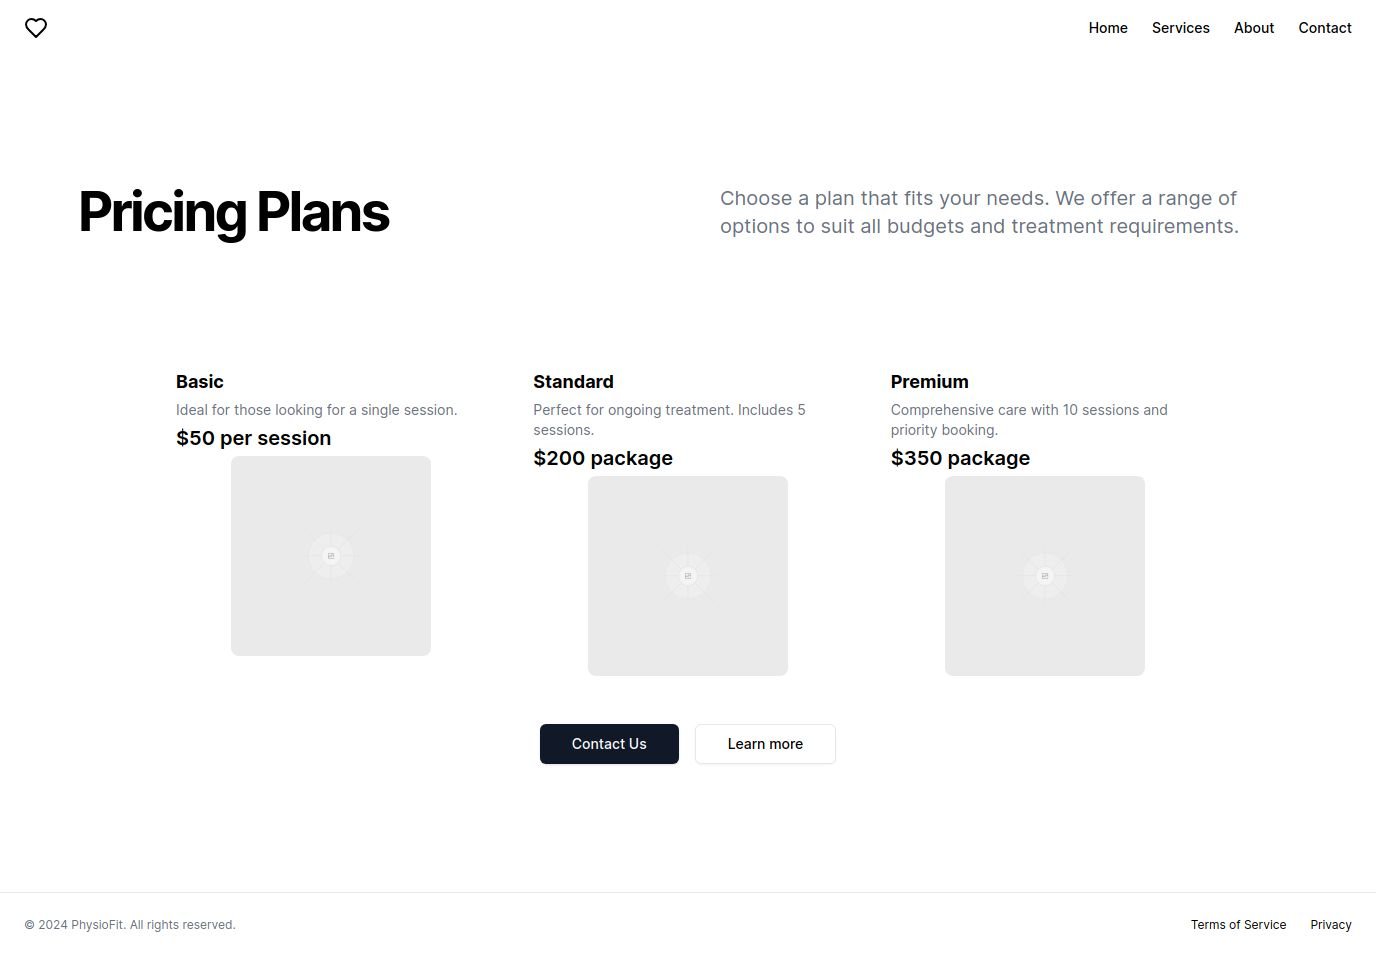 Home
Services
About
Contact
Pricing Plans
Choose a plan that fits your needs. We offer a range of
options to suit all budgets and treatment requirements.
Basic
Ideal for those looking for a single session.
$50 per session
Standard
Perfect for ongoing treatment. Includes 5
sessions.
$200 package
Premium
Comprehensive care with 10 sessions and
priority booking.
$350 package
Contact Us
Learn more
© 2024 PhysioFit. All rights reserved.
Terms of Service
Privacy